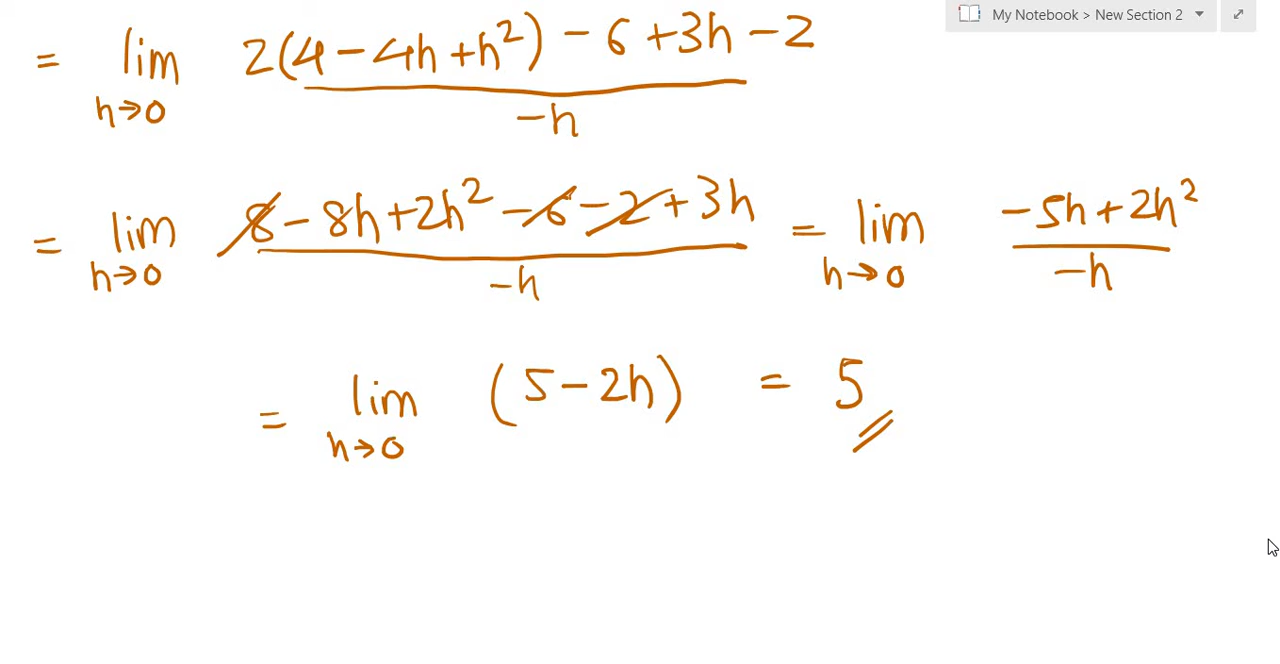 My Notebook > New Section 2
= lim h→0 2(4 − 4h + h²) − 6 + 3h − 2 / −h
= lim h→0 8 − 8h + 2h² − 6 − 2 + 3h / −h = lim h→0 −5h + 2h² / −h
= lim h→0 (5 − 2h) = 5